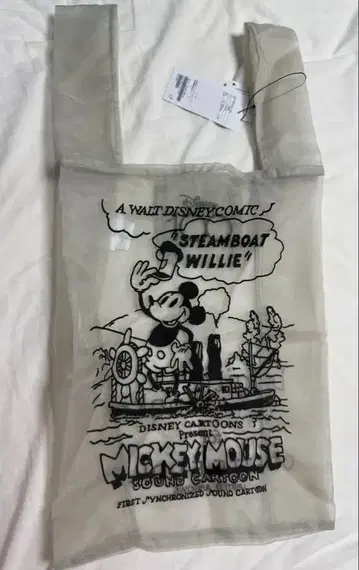 A WALT DISNEY COMIC
"STEAMBOAT
WILLIE"
DISNEY CARTOONS
Present
MICKEY MOUSE
SOUND CARTOON
FIRST SYNCHRONIZED SOUND CARTOON